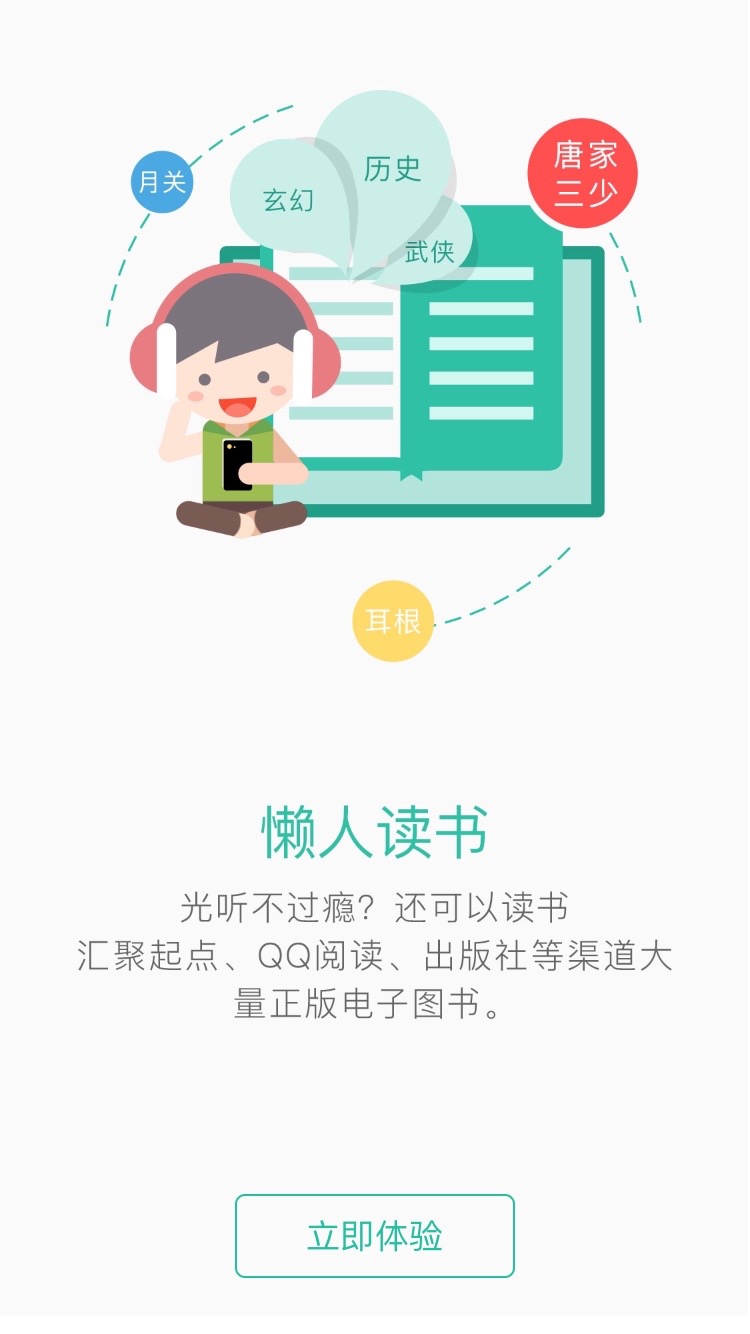 月关
玄幻
历史
武侠
唐家
三少
耳根
懒人读书
光听不过瘾？还可以读书
汇聚起点、QQ阅读、出版社等渠道大
量正版电子图书。
立即体验